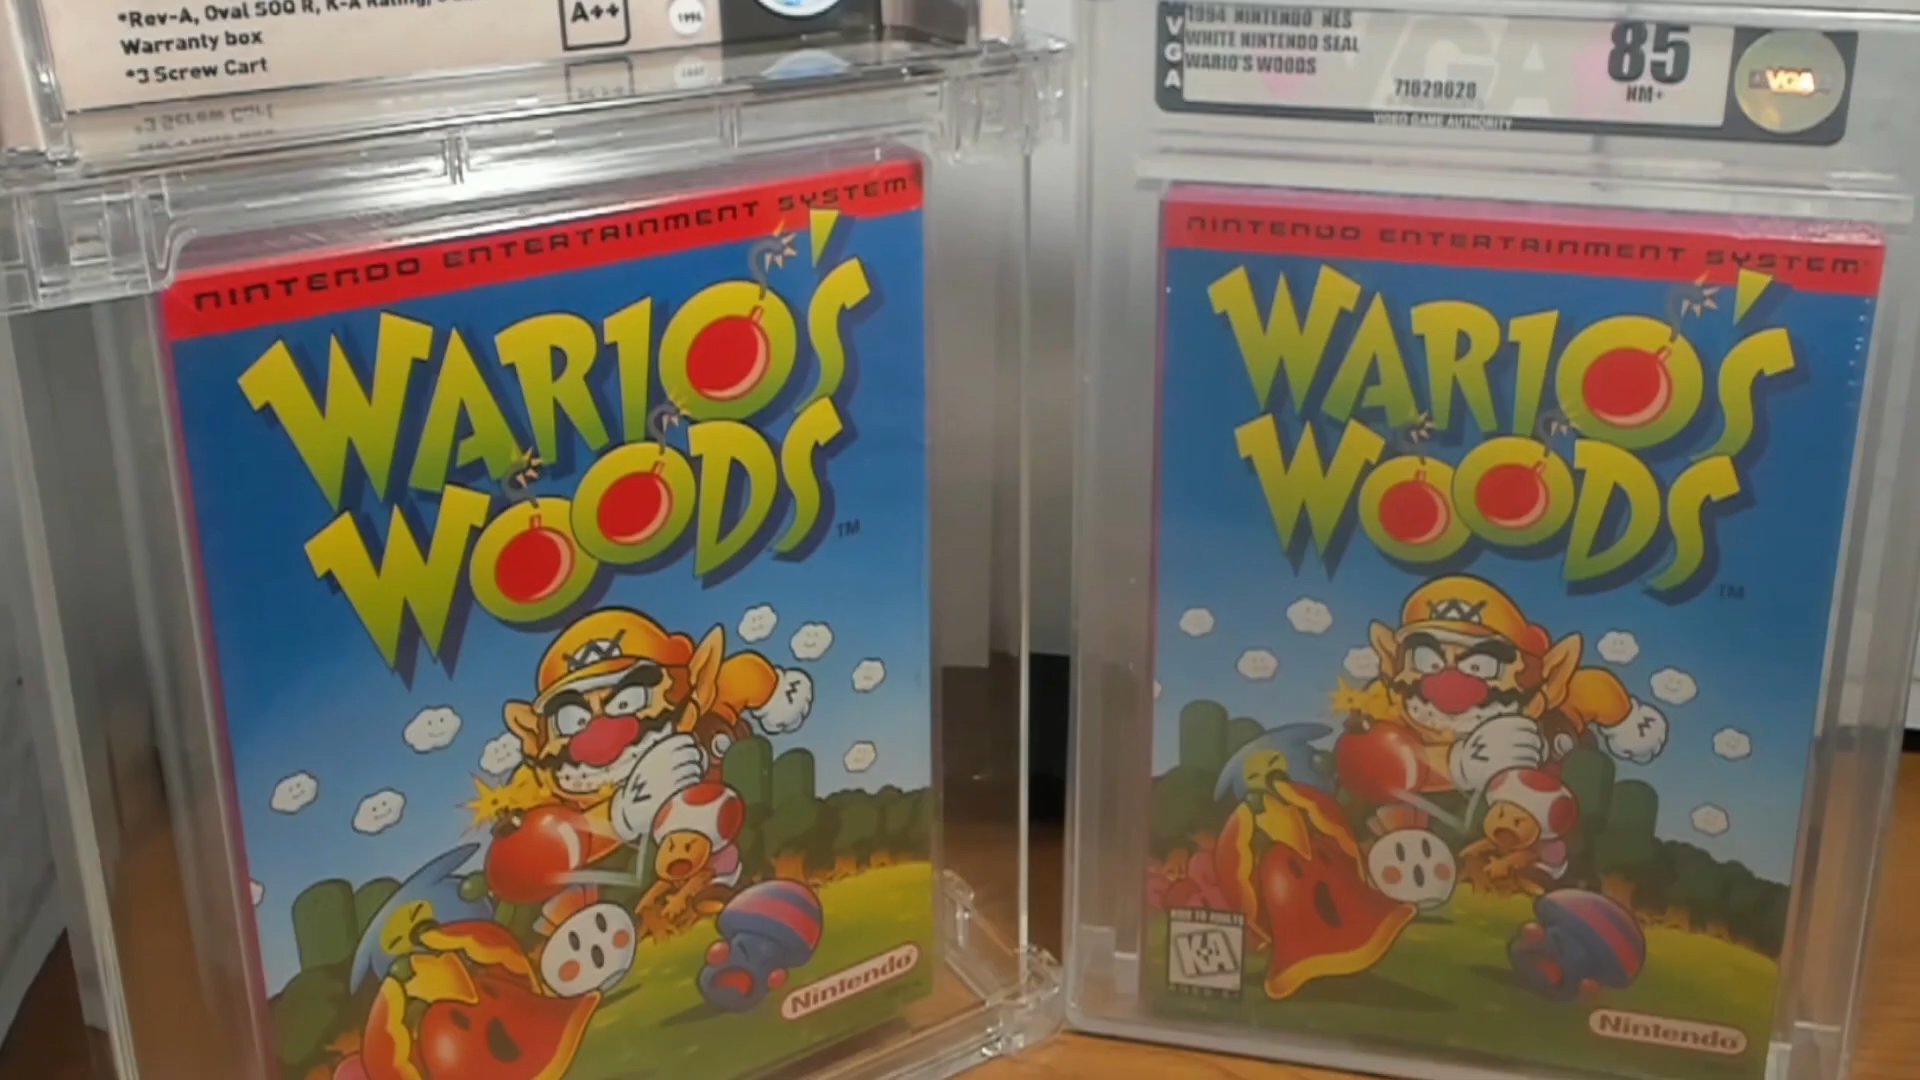 *Rev-A, Oval SOQ R, K-A Rating,
Warranty box
*3 Screw Cart
A++
1994
NINTENDO ENTERTAINMENT SYSTEM
WARIO'S
WOODS
TM
Nintendo
VGA
1994 NINTENDO NES
WHITE NINTENDO SEAL
WARIO'S WOODS
71029020
85
NM+
VGA
VIDEO GAME AUTHORITY
NINTENDO ENTERTAINMENT SYSTEM
WARIO'S
WOODS
TM
KIDS TO ADULTS
K-A
Nintendo